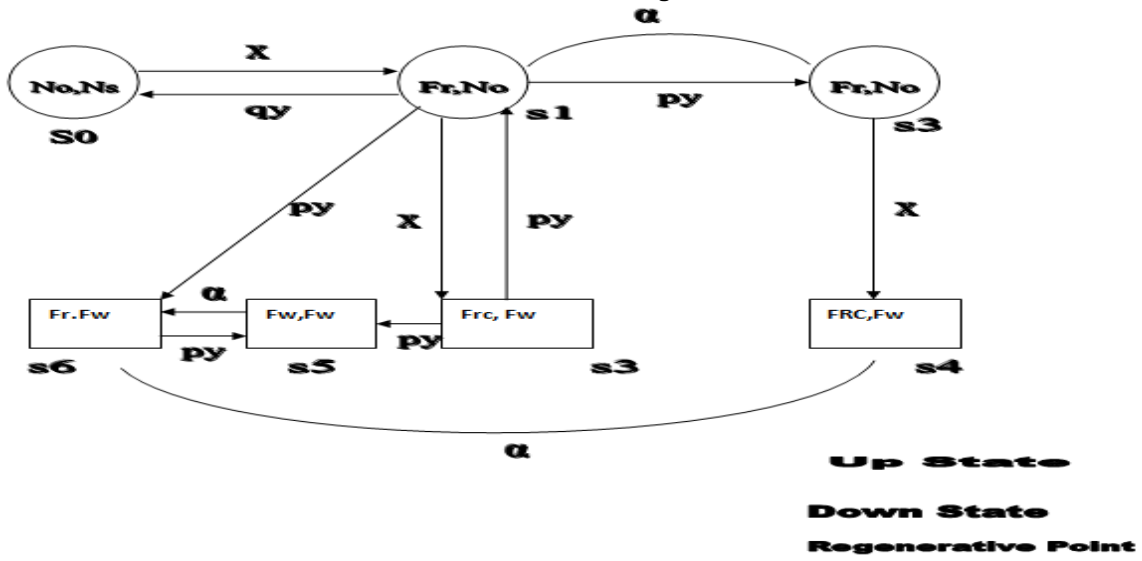 α
x
No,Ns
Fr,No
Fr,No
qy
py
S0
s1
s3
py
x
py
x
Fr.Fw
α
Fw,Fw
Frc, Fw
FRC,Fw
py
py
s6
s5
s3
s4
α
Up State
Down State
Regenerative Point